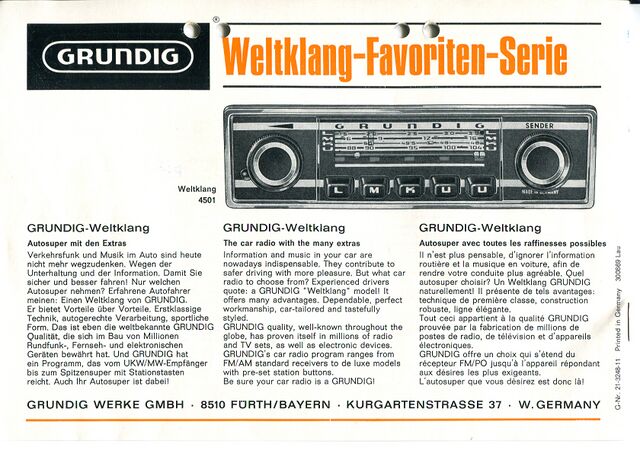 GRUNDIG
®
Weltklang-Favoriten-Serie
GRUNDIG
SENDER
L M K U U
MADE IN GERMANY
Weltklang
4501
GRUNDIG-Weltklang
Autosuper mit den Extras
Verkehrsfunk und Musik im Auto sind heute
nicht mehr wegzudenken. Wegen der
Unterhaltung und der Information. Damit Sie
sicher und besser fahren! Nur welchen
Autosuper nehmen? Erfahrene Autofahrer
meinen: Einen Weltklang von GRUNDIG.
Er bietet Vorteile über Vorteile. Erstklassige
Technik, autogerechte Verarbeitung, sportliche
Form. Das ist eben die weltbekannte GRUNDIG
Qualität, die sich im Bau von Millionen
Rundfunk-, Fernseh- und elektronischen
Geräten bewährt hat. Und GRUNDIG hat
ein Programm, das vom UKW/MW-Empfänger
bis zum Spitzensuper mit Stationstasten
reicht. Auch Ihr Autosuper ist dabei!
GRUNDIG-Weltklang
The car radio with the many extras
Information and music in your car are
nowadays indispensable. They contribute to
safer driving with more pleasure. But what car
radio to choose from? Experienced drivers
quote: a GRUNDIG "Weltklang" model! It
offers many advantages. Dependable, perfect
workmanship, car-tailored and tastefully
styled.
GRUNDIG quality, well-known throughout the
globe, has proven itself in millions of radio
and TV sets, as well as electronic devices.
GRUNDIG's car radio program ranges from
FM/AM standard receivers to de luxe models
with pre-set station buttons.
Be sure your car radio is a GRUNDIG!
GRUNDIG-Weltklang
Autosuper avec toutes les raffinesses possibles
Il n'est plus pensable, d'ignorer l'information
routière et la musique en voiture, afin de
rendre votre conduite plus agréable. Quel
autosuper choisir? Un Weltklang GRUNDIG
naturellement! Il présente de tels avantages:
technique de première classe, construction
robuste, ligne élégante.
Tout ceci appartient à la qualité GRUNDIG
prouvée par la fabrication de millions de
postes de radio, de télévision et d'appareils
électroniques.
GRUNDIG offre un choix qui s'étend du
récepteur FM/PO jusqu'à l'appareil répondant
aux désires les plus exigeants.
L'autosuper que vous désirez est donc là!
G-Nr. 21-3248-11 Printed in Germany 300669 Lau
GRUNDIG WERKE GMBH · 8510 FÜRTH/BAYERN · KURGARTENSTRASSE 37 · W. GERMANY